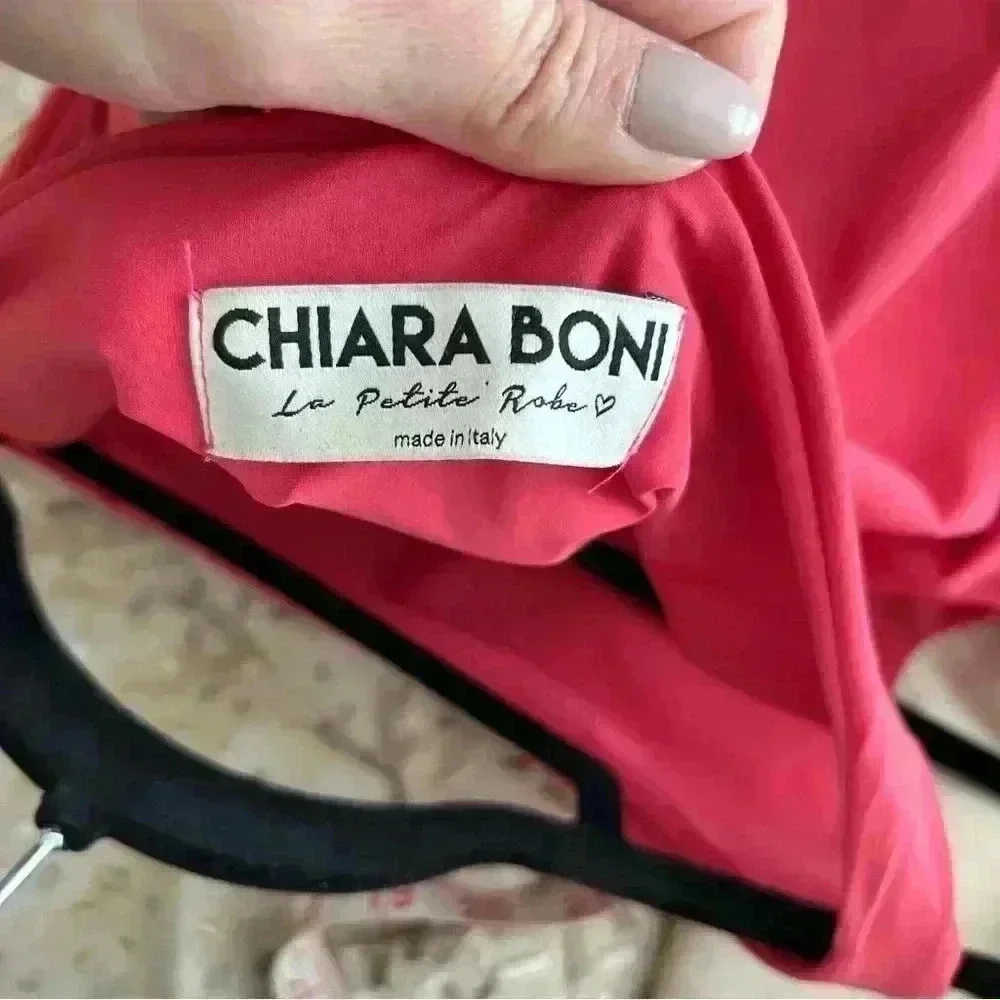 CHIARA BONI
La Petite Robe♡
made in Italy